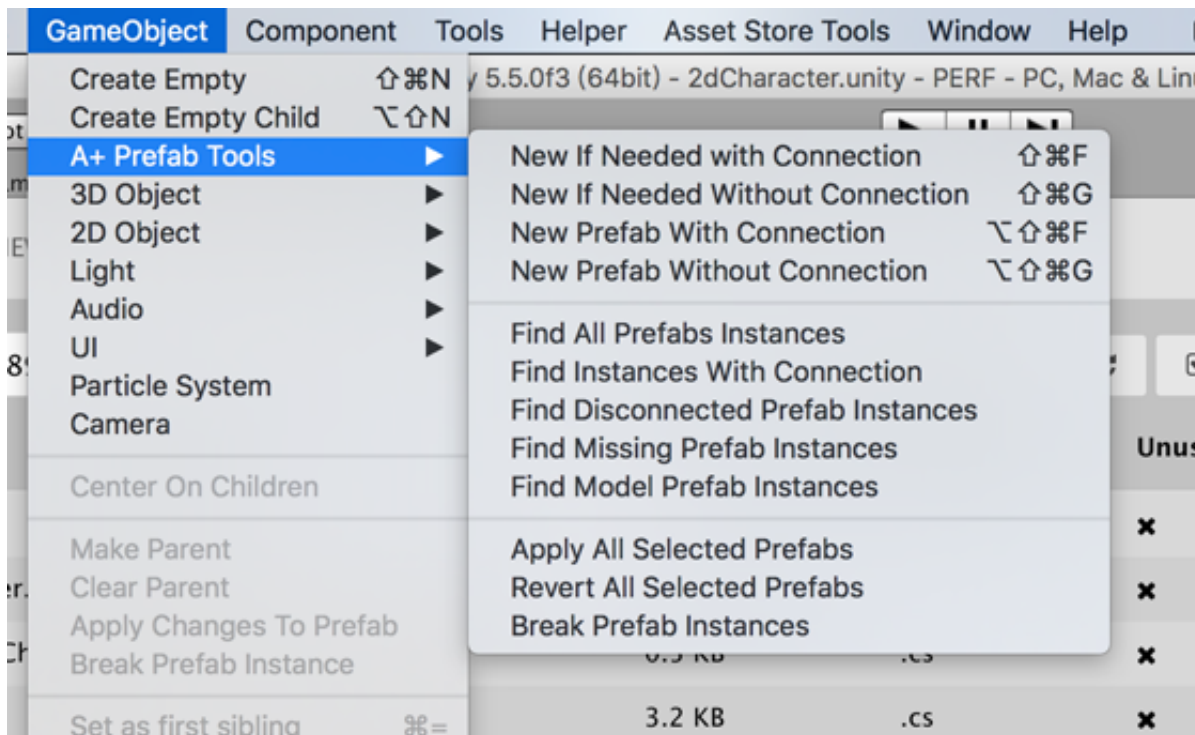 GameObject Component Tools Helper Asset Store Tools Window Help
5.5.0f3 (64bit) - 2dCharacter.unity - PERF - PC, Mac & Linu
Create Empty ⇧⌘N
Create Empty Child ⌥⇧N
A+ Prefab Tools ▶
3D Object ▶
2D Object ▶
Light ▶
Audio ▶
UI ▶
Particle System
Camera
Center On Children
Make Parent
Clear Parent
Apply Changes To Prefab
Break Prefab Instance
Set as first sibling ⌘=
New If Needed with Connection ⇧⌘F
New If Needed Without Connection ⇧⌘G
New Prefab With Connection ⌥⇧⌘F
New Prefab Without Connection ⌥⇧⌘G
Find All Prefabs Instances
Find Instances With Connection
Find Disconnected Prefab Instances
Find Missing Prefab Instances
Find Model Prefab Instances
Apply All Selected Prefabs
Revert All Selected Prefabs
Break Prefab Instances
Unus
3.2 KB .cs